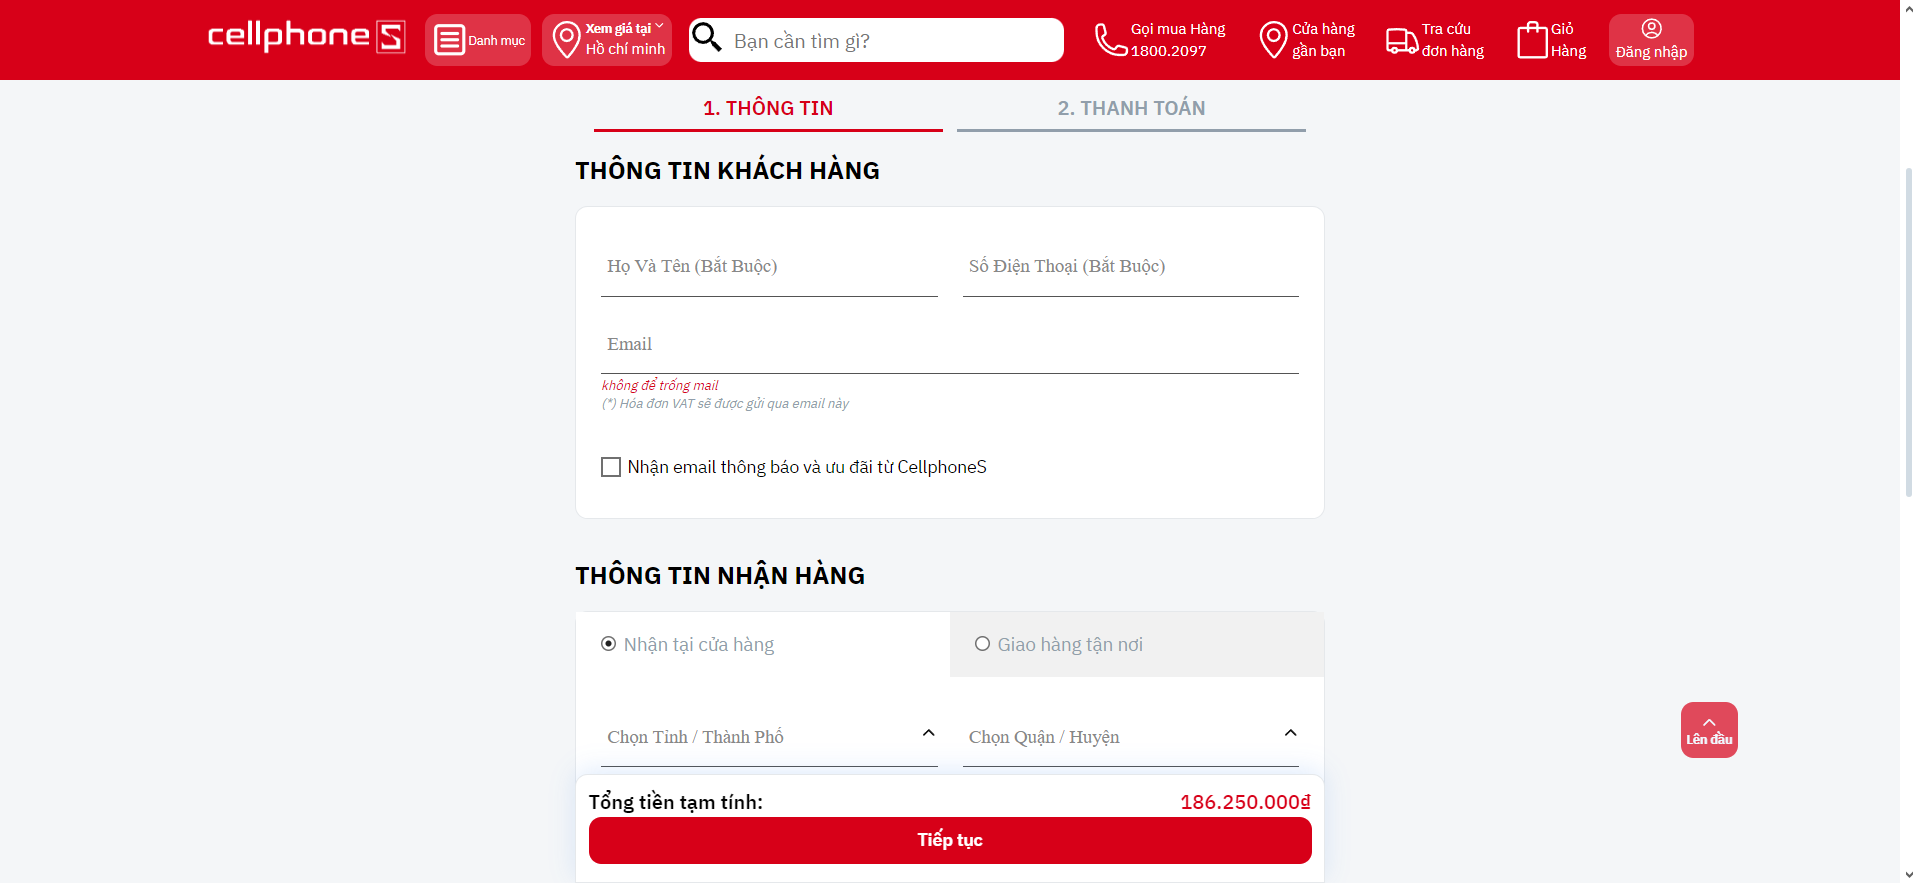 cellphone S
Danh mục
Xem giá tại
Hồ chí minh
Bạn cần tìm gì?
Gọi mua Hàng
1800.2097
Cửa hàng
gần bạn
Tra cứu
đơn hàng
Giỏ
Hàng
Đăng nhập
1. THÔNG TIN
2. THANH TOÁN
THÔNG TIN KHÁCH HÀNG
Họ Và Tên (Bắt Buộc)
Số Điện Thoại (Bắt Buộc)
Email
không để trống mail
(*) Hóa đơn VAT sẽ được gửi qua email này
Nhận email thông báo và ưu đãi từ CellphoneS
THÔNG TIN NHẬN HÀNG
Nhận tại cửa hàng
Giao hàng tận nơi
Chọn Tỉnh / Thành Phố
Chọn Quận / Huyện
Lên đầu
Tổng tiền tạm tính:
186.250.000₫
Tiếp tục